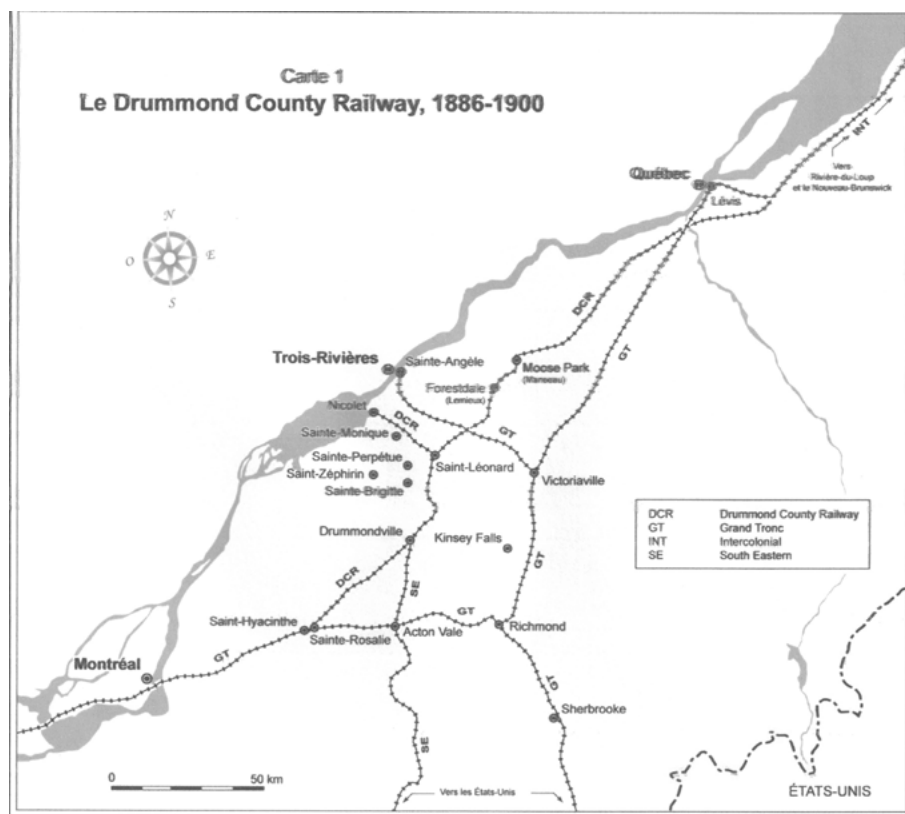 Carte 1
Le Drummond County Railway, 1886-1900
INT
Vers
Rivière-du-Loup
et le Nouveau-Brunswick
Québec
Lévis
N
O
E
S
DCR
GT
Trois-Rivières
Sainte-Angèle
Moose Park
(Manseau)
Forestdale
(Lemieux)
Nicolet
DCR
GT
Sainte-Monique
Sainte-Perpétue
Saint-Léonard
Saint-Zéphirin
Victoriaville
Sainte-Brigitte
DCR Drummond County Railway
GT Grand Tronc
INT Intercolonial
SE South Eastern
Drummondville
Kinsey Falls
GT
DCR
SE
GT
Saint-Hyacinthe
Sainte-Rosalie
Acton Vale
Richmond
GT
Montréal
GT
Sherbrooke
SE
0 50 km
Vers les États-Unis
ÉTATS-UNIS